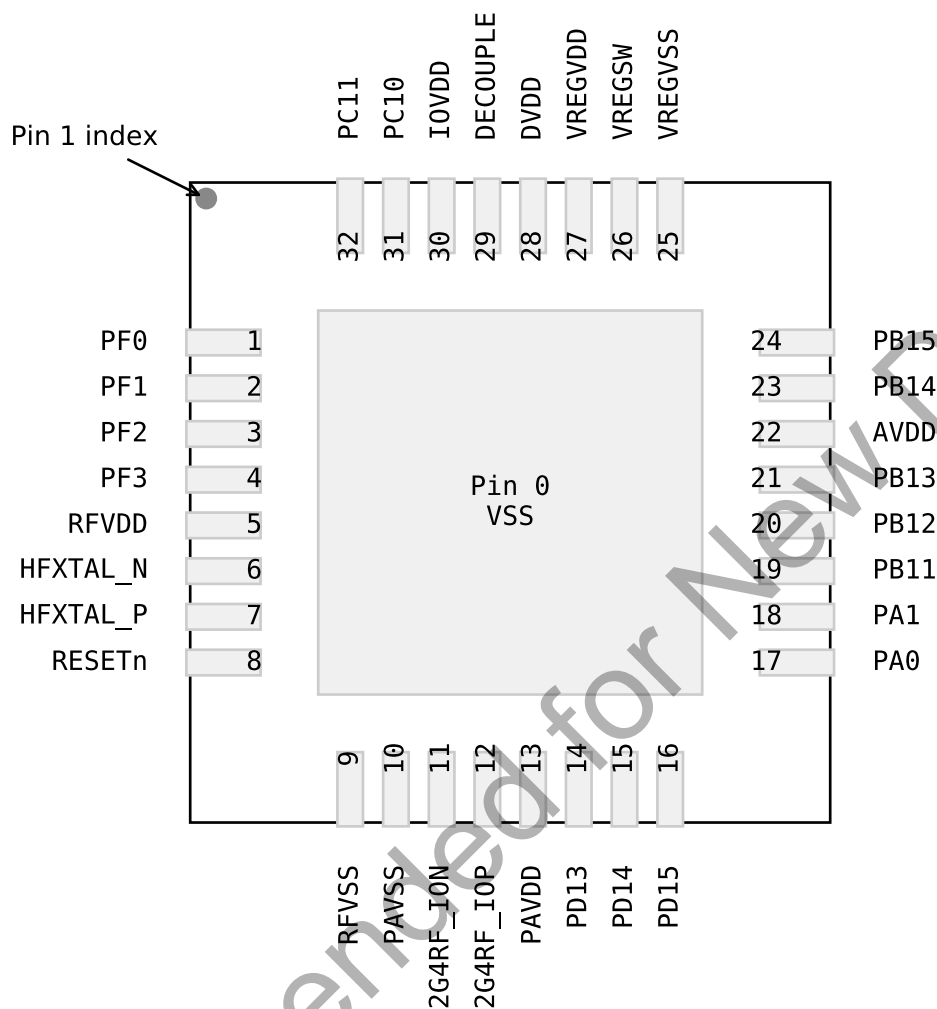 PC11
PC10
IOVDD
DECOUPLE
DVDD
VREGVDD
VREGSW
VREGVSS
Pin 1 index
32
31
30
29
28
27
26
25
PF0 1
PF1 2
PF2 3
PF3 4
RFVDD 5
HFXTAL_N 6
HFXTAL_P 7
RESETn 8
Pin 0
VSS
24 PB15
23 PB14
22 AVDD
21 PB13
20 PB12
19 PB11
18 PA1
17 PA0
9
10
11
12
13
14
15
16
RFVSS
PAVSS
2G4RF_ION
2G4RF_IOP
PAVDD
PD13
PD14
PD15
ended for New